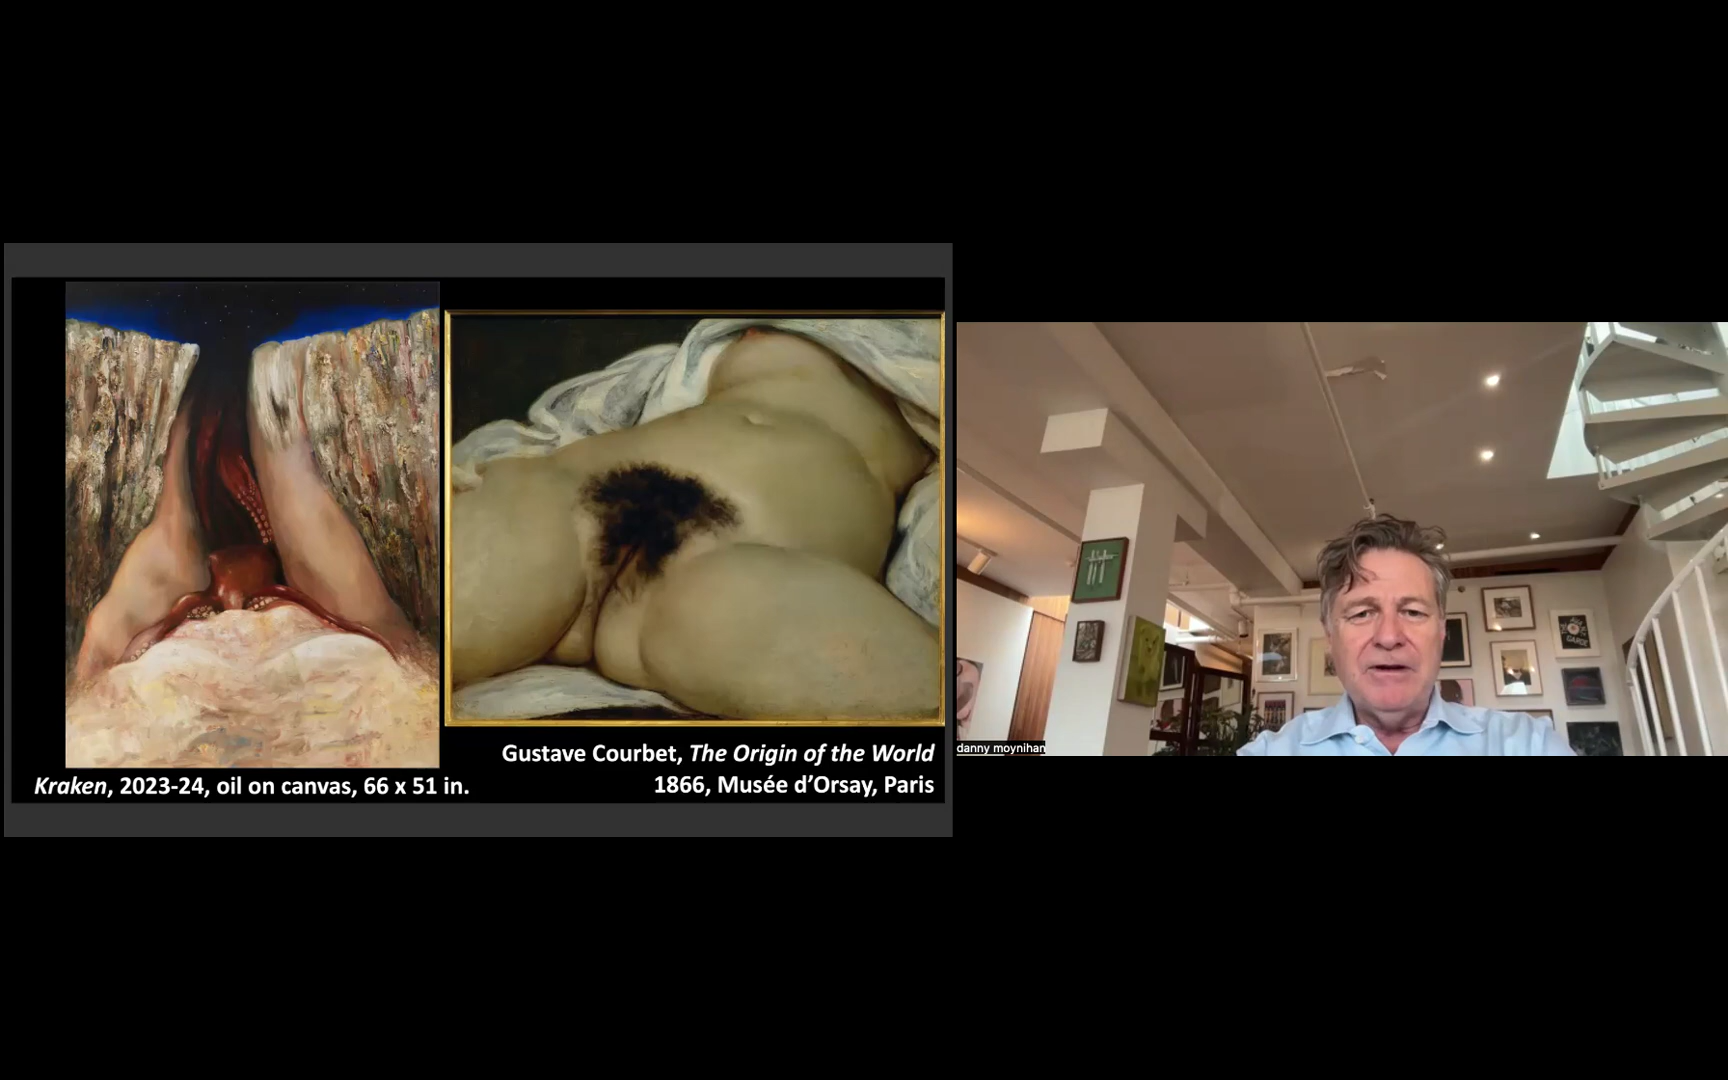 Kraken, 2023-24, oil on canvas, 66 x 51 in.
Gustave Courbet, The Origin of the World
1866, Musée d’Orsay, Paris
danny moynihan